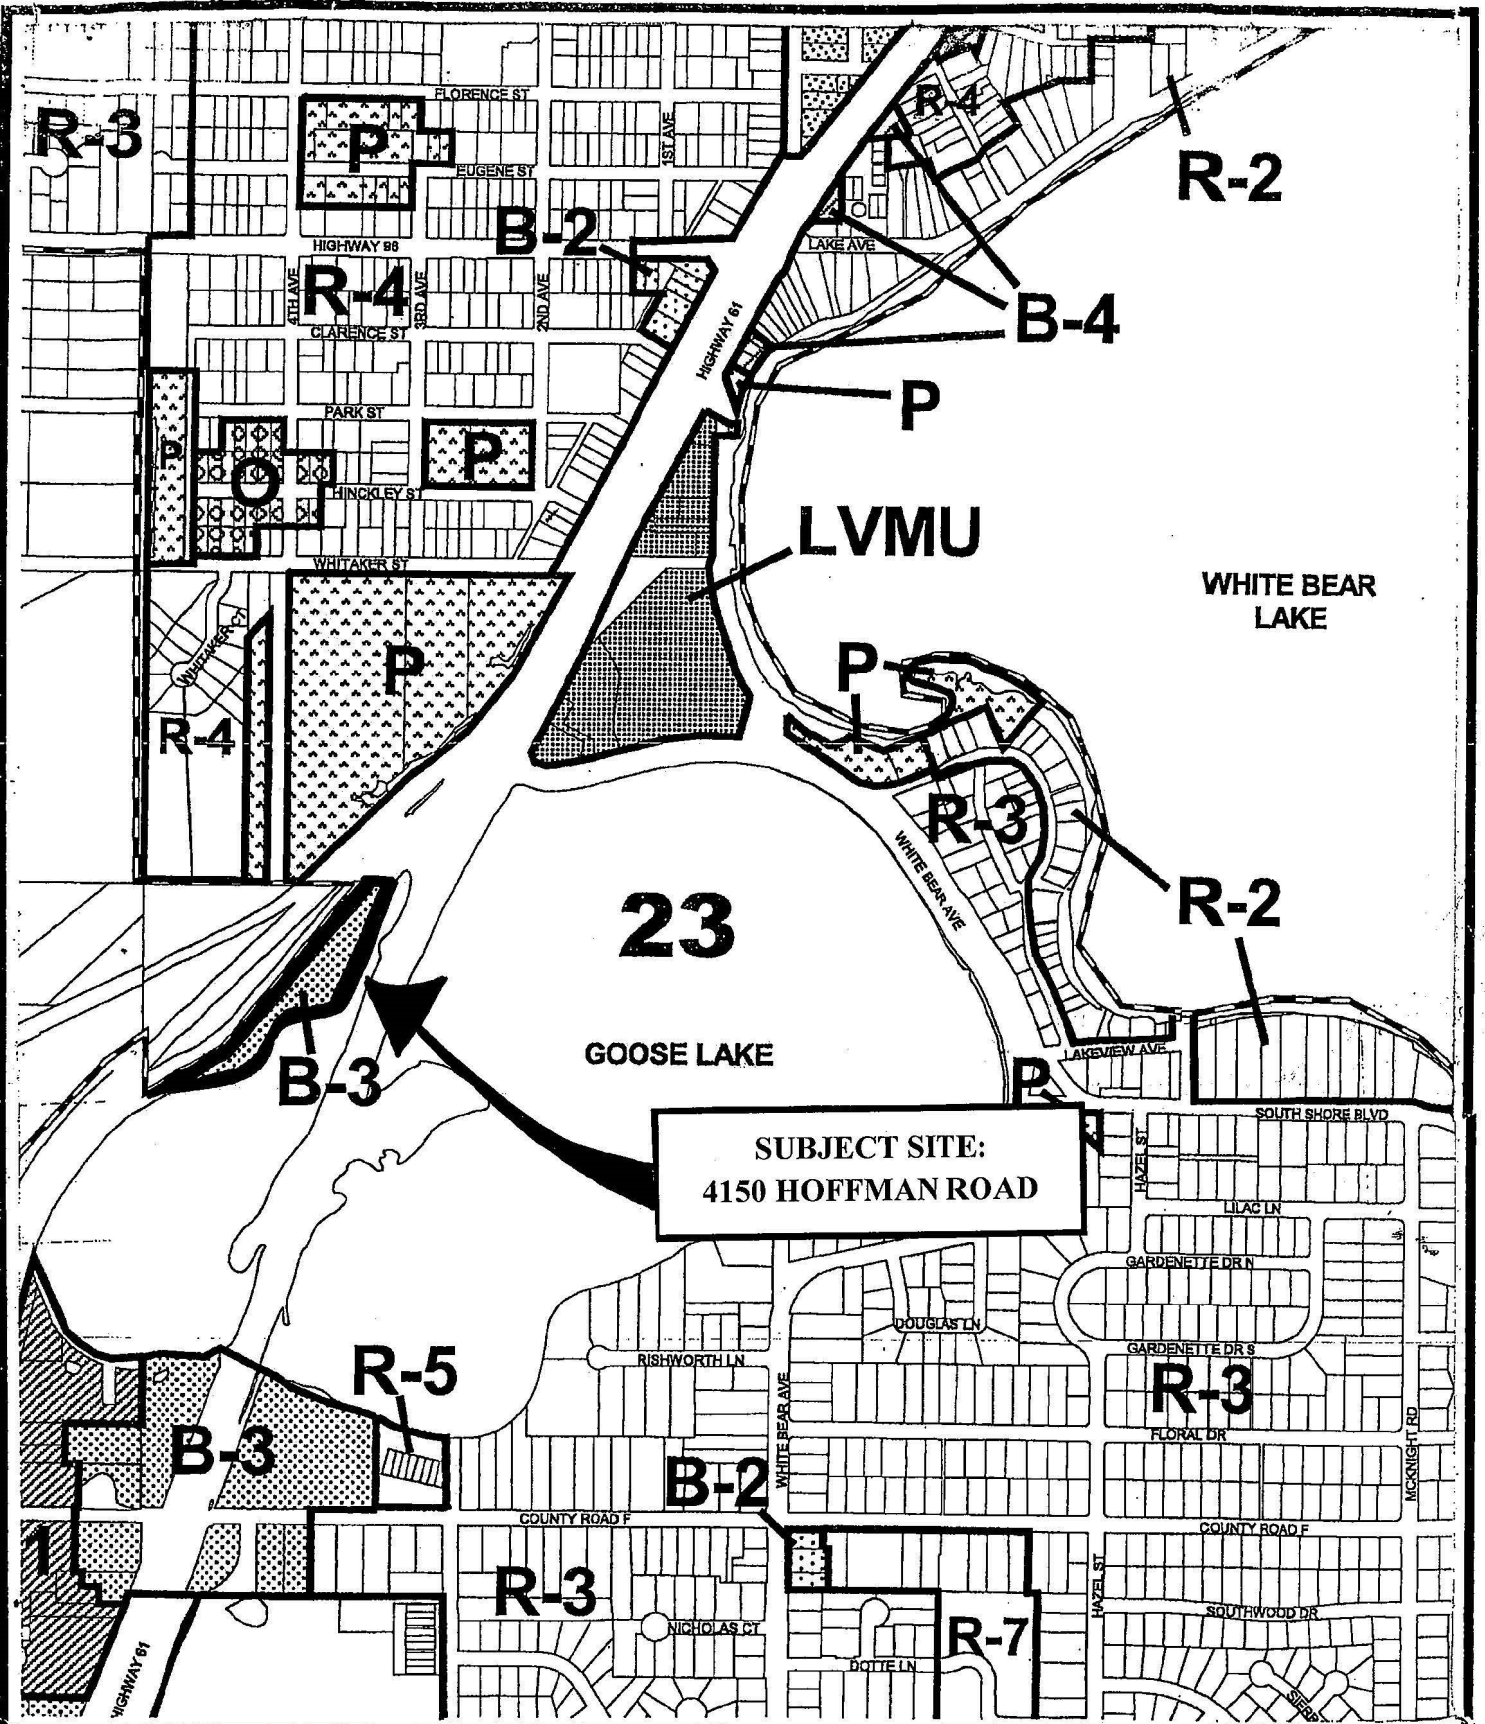 FLORENCE ST
R-3
P
R-4
1ST AVE
EUGENE ST
R-2
B-2
HIGHWAY 96
LAKE AVE
4TH AVE
R-4
3RD AVE
2ND AVE
CLARENCE ST
HIGHWAY 61
B-4
P
PARK ST
P
O
P
HINCKLEY ST
LVMU
WHITAKER ST
WHITE BEAR
LAKE
WHITAKER CT
P
P
R-4
R-3
WHITE BEAR AVE
R-2
23
GOOSE LAKE
B-3
LAKEVIEW AVE
P
SOUTH SHORE BLVD
SUBJECT SITE:
4150 HOFFMAN ROAD
HAZEL ST
LILAC LN
GARDENETTE DR N
DOUGLAS LN
GARDENETTE DR S
RISHWORTH LN
R-5
R-3
WHITE BEAR AVE
FLORAL DR
MCKNIGHT RD
B-3
B-2
COUNTY ROAD F
COUNTY ROAD F
1
R-3
HAZEL ST
SOUTHWOOD DR
NICHOLAS CT
R-7
DOTTE LN
HIGHWAY 61